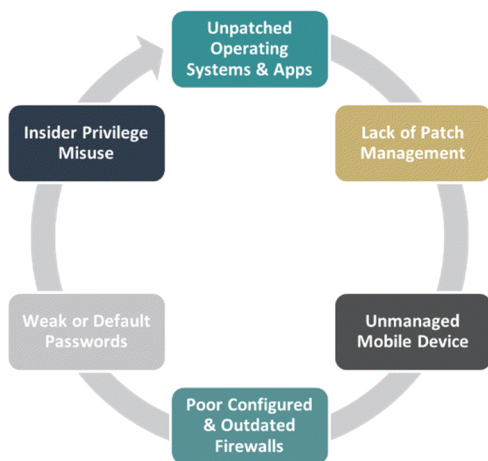 Unpatched
Operating
Systems & Apps
Lack of Patch
Management
Unmanaged
Mobile Device
Poor Configured
& Outdated
Firewalls
Weak or Default
Passwords
Insider Privilege
Misuse